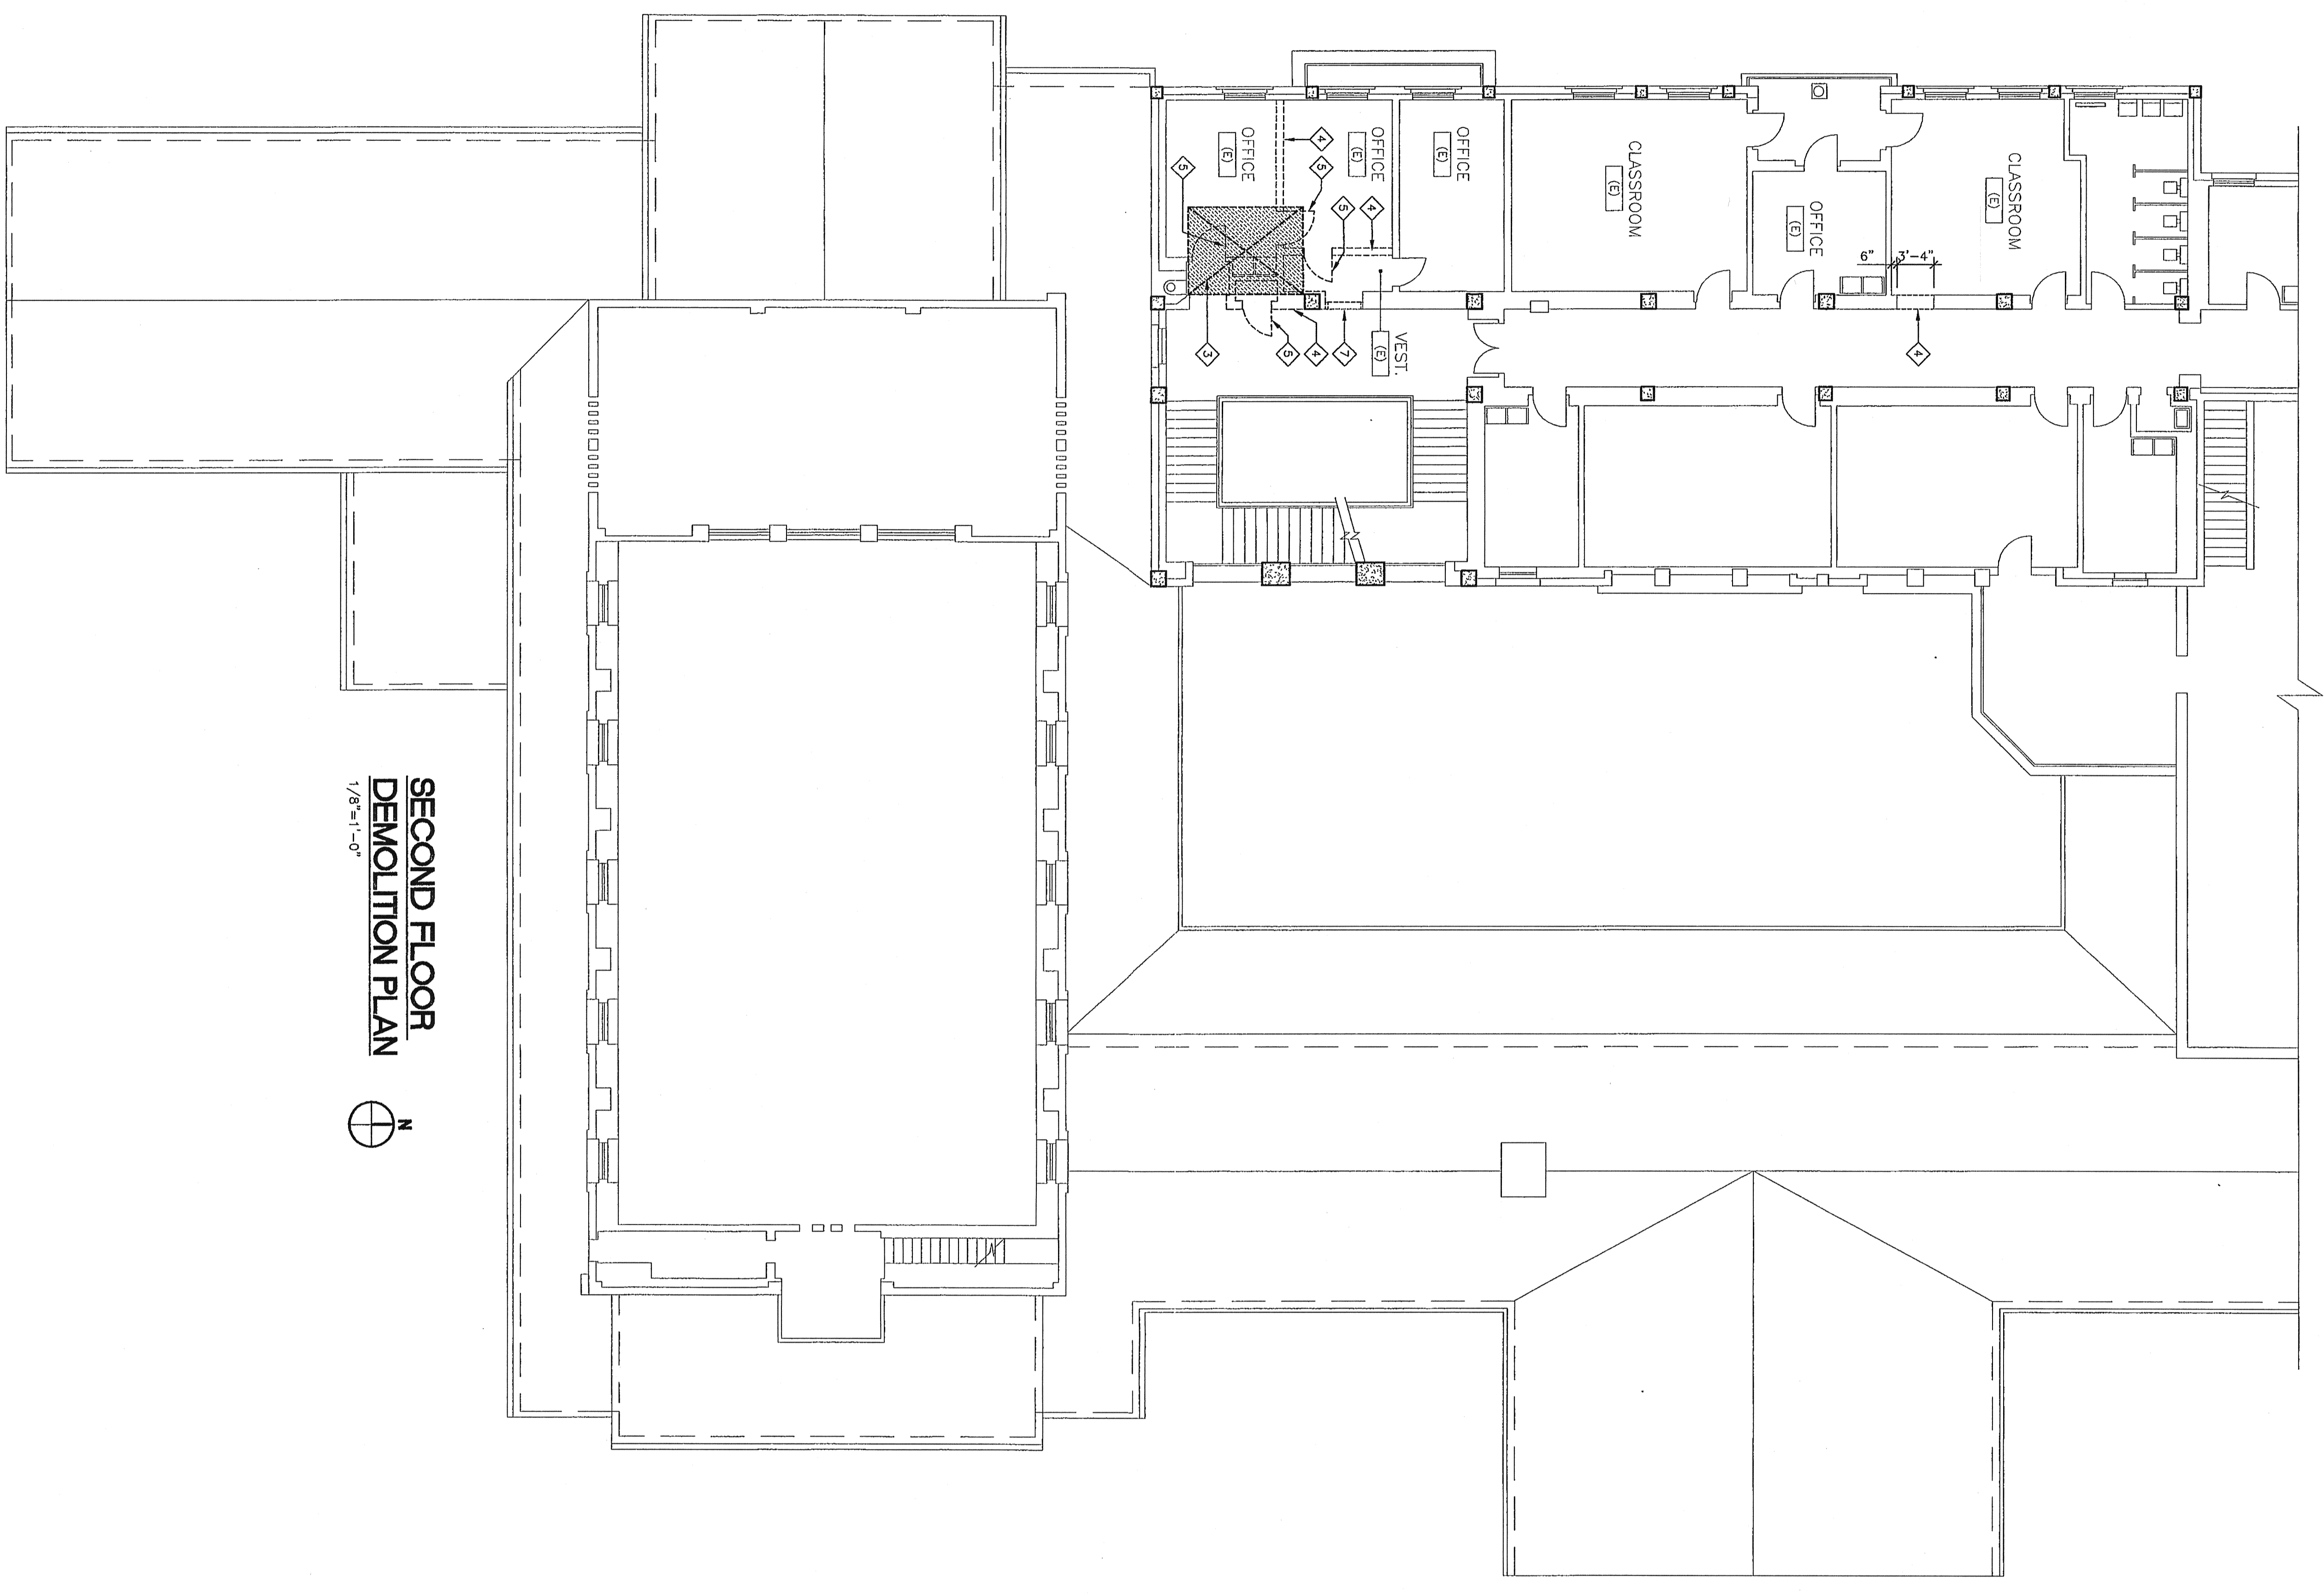 OFFICE
(E)
OFFICE
(E)
OFFICE
(E)
CLASSROOM
(E)
OFFICE
(E)
CLASSROOM
(E)
4
5
5
5
4
5
6"
3'-4"
3
5
4
7
VEST.
(E)
4
SECOND FLOOR
DEMOLITION PLAN
1/8"=1'-0"
N